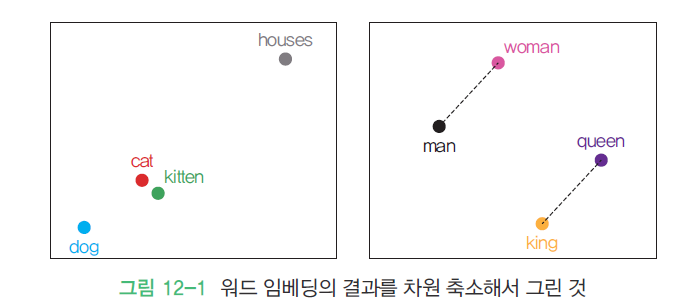 houses
cat
kitten
dog
woman
man
queen
king
그림 12-1 워드 임베딩의 결과를 차원 축소해서 그린 것